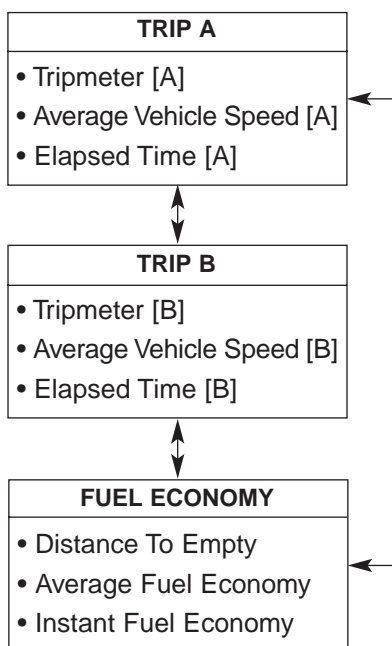 TRIP A
• Tripmeter [A]
• Average Vehicle Speed [A]
• Elapsed Time [A]
TRIP B
• Tripmeter [B]
• Average Vehicle Speed [B]
• Elapsed Time [B]
FUEL ECONOMY
• Distance To Empty
• Average Fuel Economy
• Instant Fuel Economy